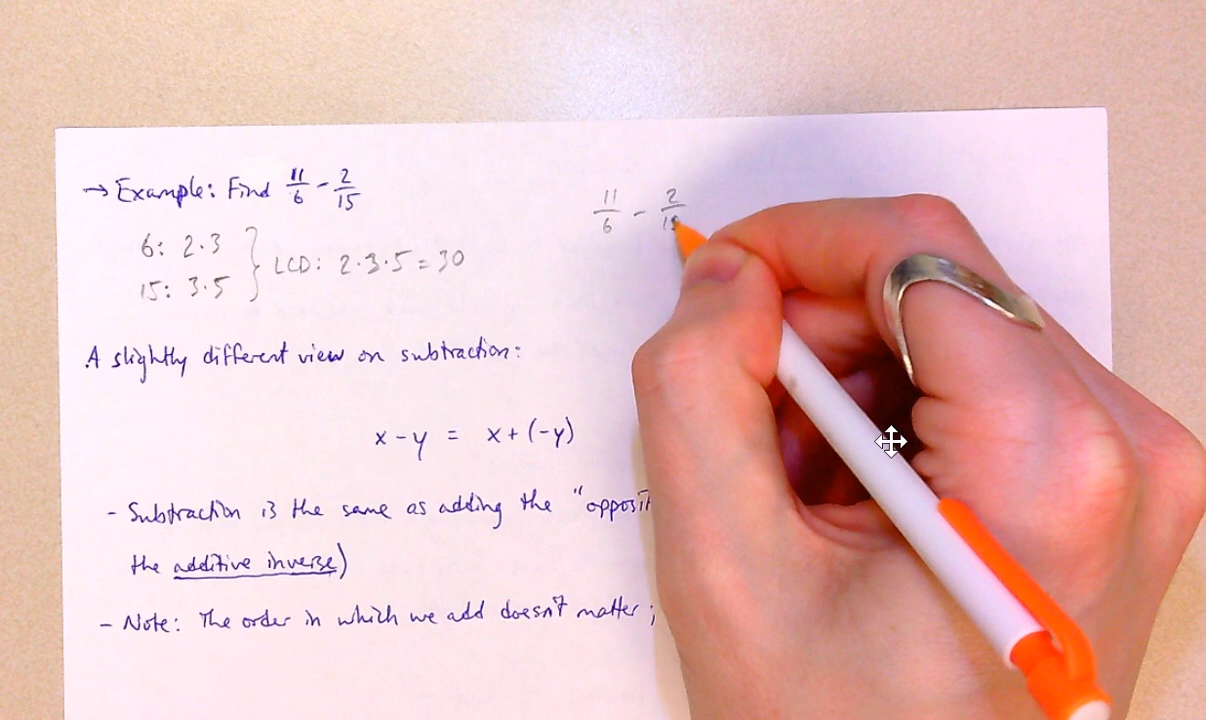 → Example: Find 11/6 - 2/15
6: 2·3
15: 3·5
} LCD: 2·3·5 = 30
11/6 - 2/15
A slightly different view on subtraction:
x - y = x + (-y)
- Subtraction is the same as adding the "opposit
the additive inverse)
- Note: The order in which we add doesn't matter;